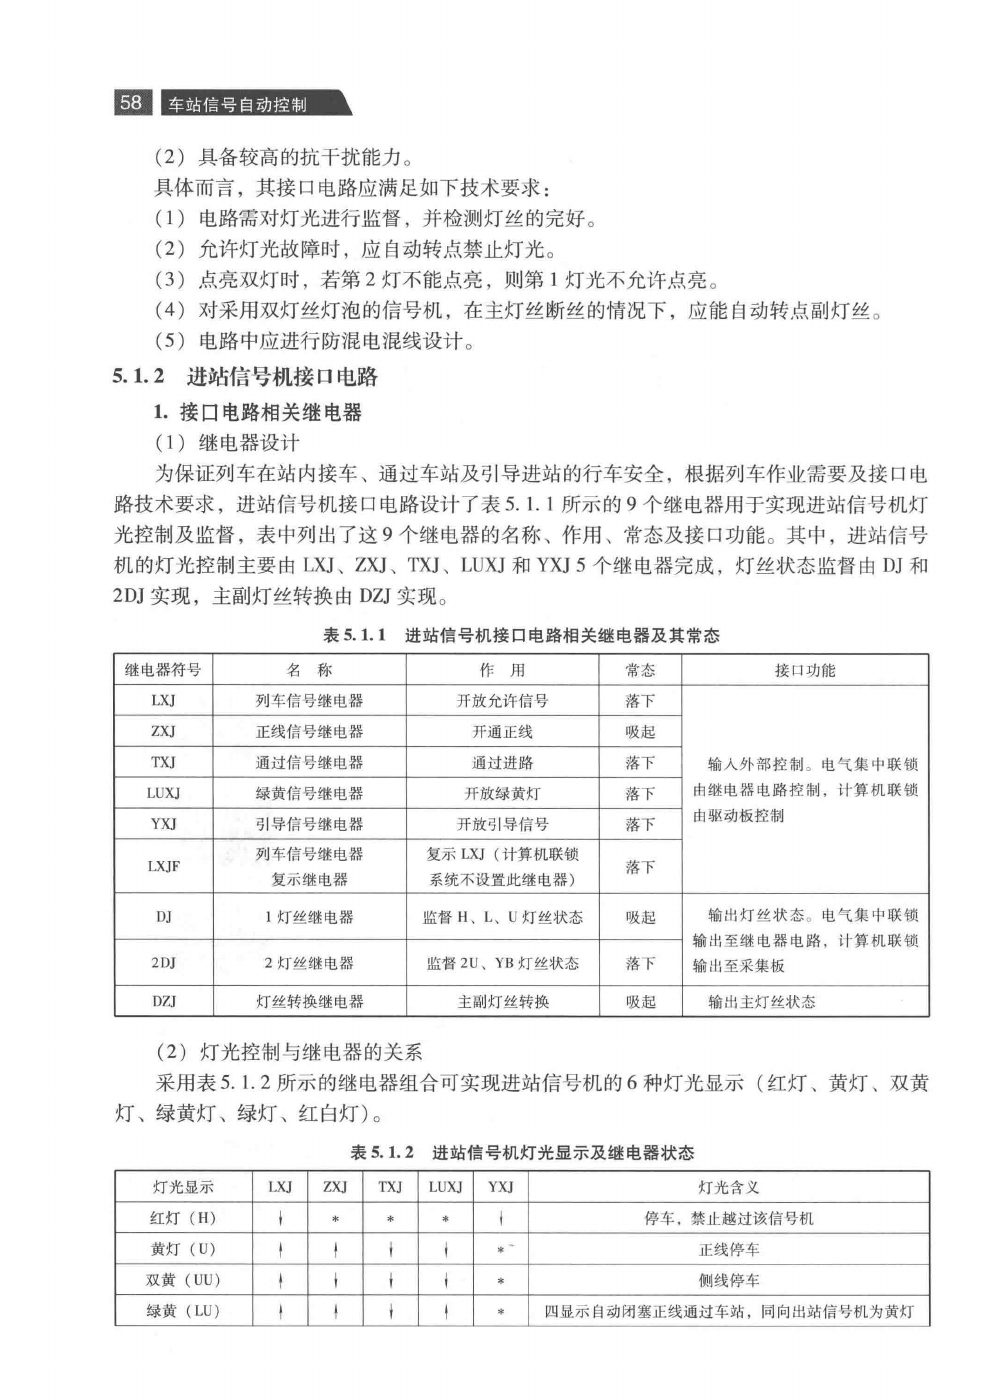 58 车站信号自动控制
（2）具备较高的抗干扰能力。
具体而言，其接口电路应满足如下技术要求：
（1）电路需对灯光进行监督，并检测灯丝的完好。
（2）允许灯光故障时，应自动转点禁止灯光。
（3）点亮双灯时，若第 2 灯不能点亮，则第 1 灯光不允许点亮。
（4）对采用双灯丝灯泡的信号机，在主灯丝断丝的情况下，应能自动转点副灯丝。
（5）电路中应进行防混电混线设计。
5. 1. 2 进站信号机接口电路
1. 接口电路相关继电器
（1）继电器设计
为保证列车在站内接车、通过车站及引导进站的行车安全，根据列车作业需要及接口电
路技术要求，进站信号机接口电路设计了表 5. 1. 1 所示的 9 个继电器用于实现进站信号机灯
光控制及监督，表中列出了这 9 个继电器的名称、作用、常态及接口功能。其中，进站信号
机的灯光控制主要由 LXJ、ZXJ、TXJ、LUXJ 和 YXJ 5 个继电器完成，灯丝状态监督由 DJ 和
2DJ 实现，主副灯丝转换由 DZJ 实现。
表 5. 1. 1 进站信号机接口电路相关继电器及其常态
继电器符号 名 称 作 用 常态 接口功能
LXJ 列车信号继电器 开放允许信号 落下
ZXJ 正线信号继电器 开通正线 吸起
TXJ 通过信号继电器 通过进路 落下
LUXJ 绿黄信号继电器 开放绿黄灯 落下
YXJ 引导信号继电器 开放引导信号 落下
LXJF 列车信号继电器 复示 LXJ（计算机联锁 落下
复示继电器 系统不设置此继电器）
输入外部控制。电气集中联锁
由继电器电路控制，计算机联锁
由驱动板控制
DJ 1 灯丝继电器 监督 H、L、U 灯丝状态 吸起
2DJ 2 灯丝继电器 监督 2U、YB 灯丝状态 落下
输出灯丝状态。电气集中联锁
输出至继电器电路，计算机联锁
输出至采集板
DZJ 灯丝转换继电器 主副灯丝转换 吸起 输出主灯丝状态
（2）灯光控制与继电器的关系
采用表 5. 1. 2 所示的继电器组合可实现进站信号机的 6 种灯光显示（红灯、黄灯、双黄
灯、绿黄灯、绿灯、红白灯）。
表 5. 1. 2 进站信号机灯光显示及继电器状态
灯光显示 LXJ ZXJ TXJ LUXJ YXJ 灯光含义
红灯（H） ↓ * * * ↓ 停车，禁止越过该信号机
黄灯（U） ↑ ↑ ↓ ↓ * 正线停车
双黄（UU） ↑ ↓ ↓ ↓ * 侧线停车
绿黄（LU） ↑ ↑ ↓ ↑ * 四显示自动闭塞正线通过车站，同向出站信号机为黄灯